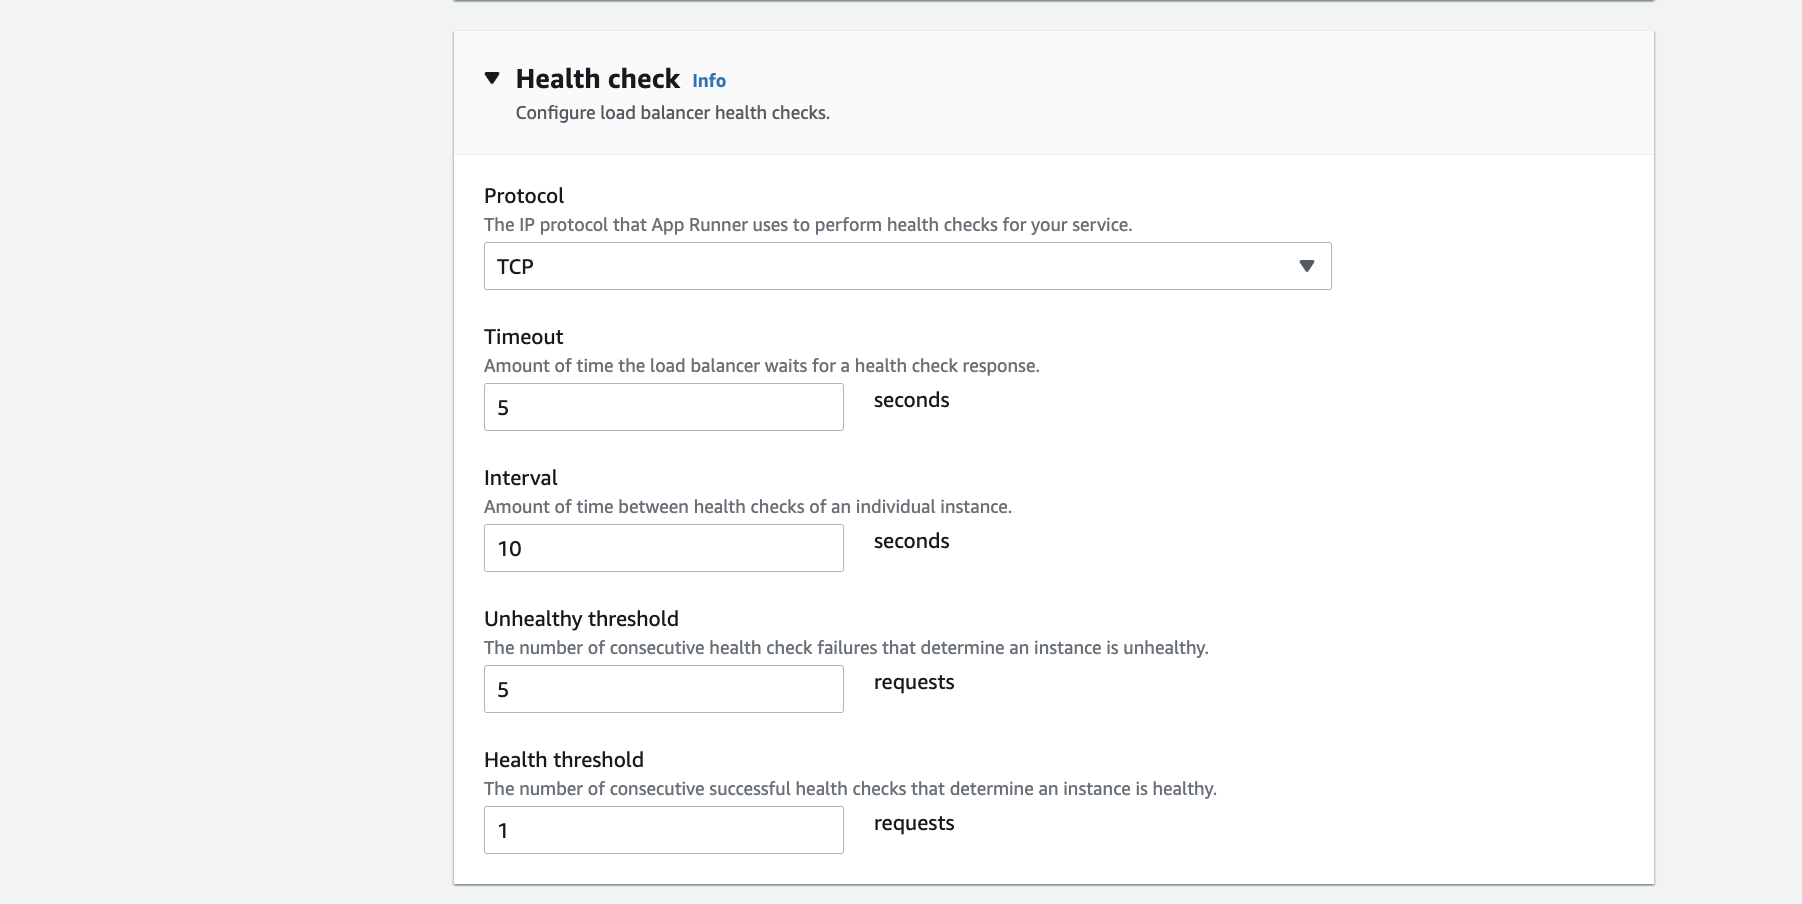 Health check Info
Configure load balancer health checks.
Protocol
The IP protocol that App Runner uses to perform health checks for your service.
TCP
Timeout
Amount of time the load balancer waits for a health check response.
5 seconds
Interval
Amount of time between health checks of an individual instance.
10 seconds
Unhealthy threshold
The number of consecutive health check failures that determine an instance is unhealthy.
5 requests
Health threshold
The number of consecutive successful health checks that determine an instance is healthy.
1 requests